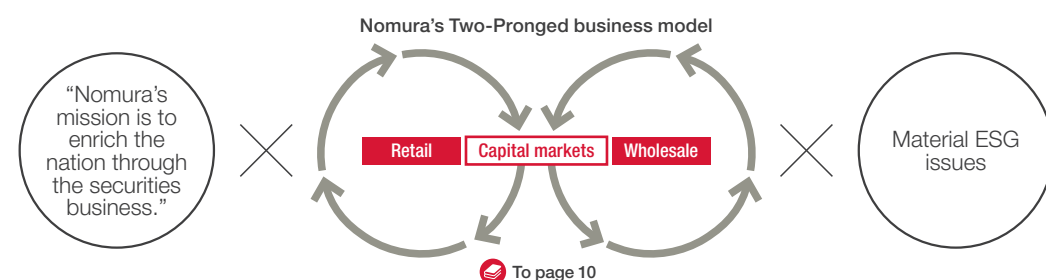 Nomura’s Two-Pronged business model
“Nomura’s
mission is to
enrich the
nation through
the securities
business.”
Retail
Capital markets
Wholesale
Material ESG
issues
To page 10